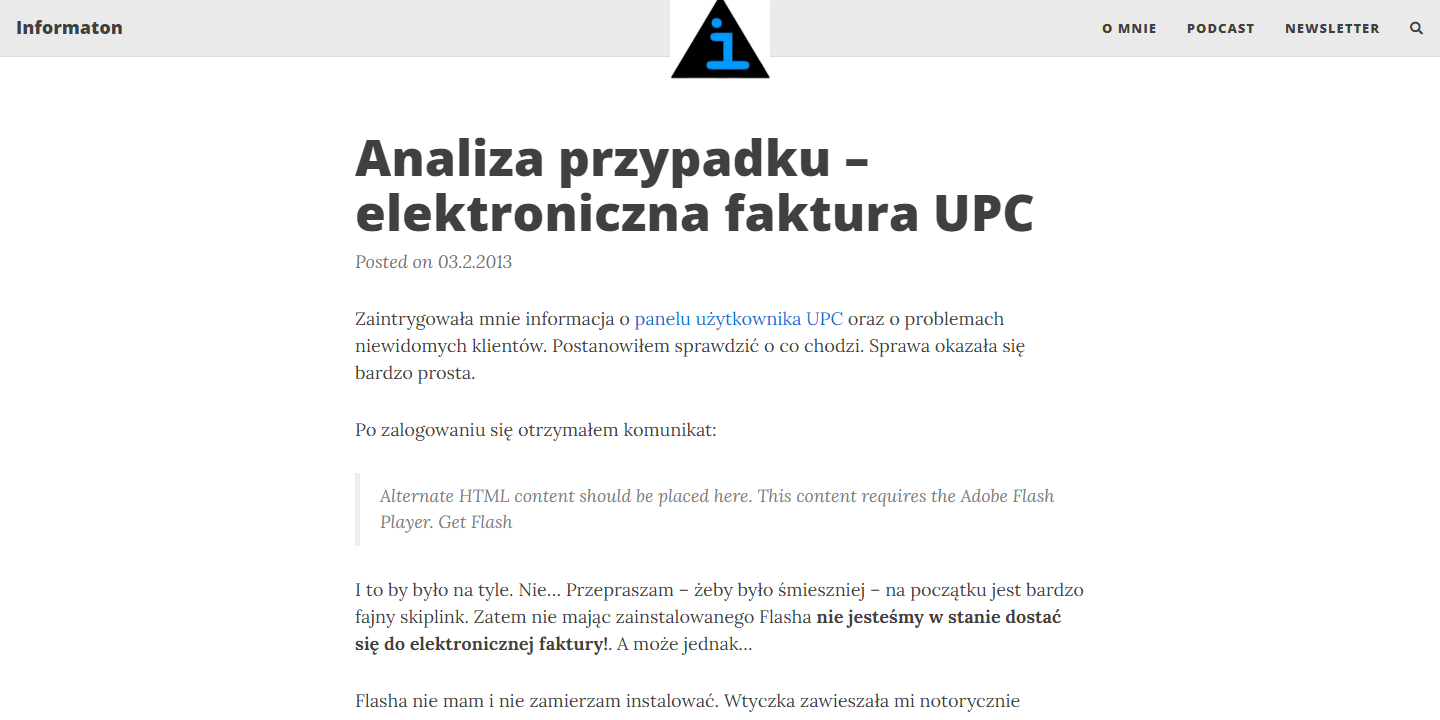 Informaton
i
O MNIE
PODCAST
NEWSLETTER
Analiza przypadku –
elektroniczna faktura UPC
Posted on 03.2.2013
Zaintrygowała mnie informacja o panelu użytkownika UPC oraz o problemach
niewidomych klientów. Postanowiłem sprawdzić o co chodzi. Sprawa okazała się
bardzo prosta.
Po zalogowaniu się otrzymałem komunikat:
Alternate HTML content should be placed here. This content requires the Adobe Flash
Player. Get Flash
I to by było na tyle. Nie… Przepraszam – żeby było śmieszniej – na początku jest bardzo
fajny skiplink. Zatem nie mając zainstalowanego Flasha nie jesteśmy w stanie dostać
się do elektronicznej faktury!. A może jednak…
Flasha nie mam i nie zamierzam instalować. Wtyczka zawieszała mi notorycznie